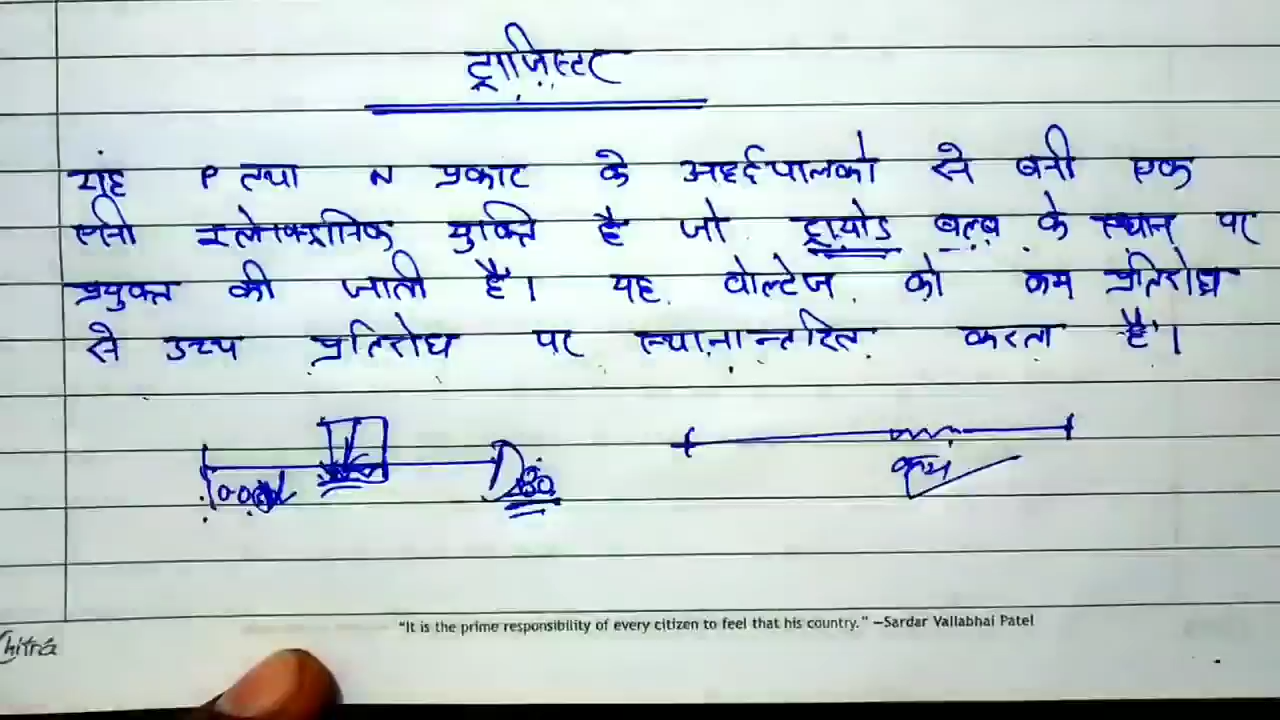 ट्रांजिस्टर
यह P तथा N प्रकार के अर्द्धचालको से बनी एक
ऐसी इलेक्ट्रॉनिक युक्ति है जो ट्रायोड बल्ब के स्थान पर
प्रयुक्त की जाती है। यह वोल्टेज को कम प्रतिरोध
से उच्च प्रतिरोध पर स्थानान्तरित करता है।
कम
"It is the prime responsibility of every citizen to feel that his country." —Sardar Vallabhai Patel